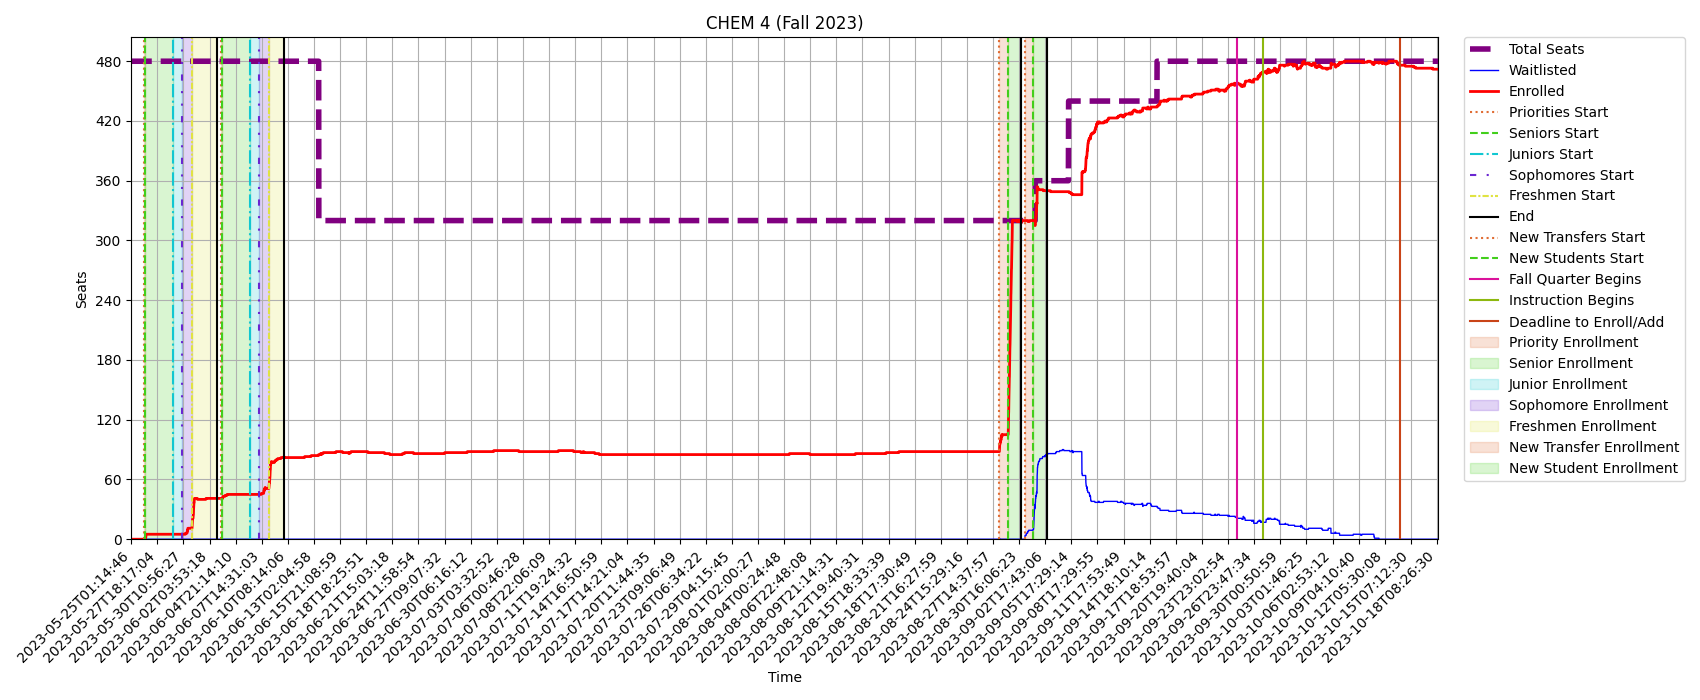 CHEM 4 (Fall 2023)
Seats
480
420
360
300
240
180
120
60
0
2023-05-25T01:14:46
2023-05-27T18:17:04
2023-05-30T10:56:27
2023-06-02T03:53:18
2023-06-04T21:14:10
2023-06-07T14:31:03
2023-06-10T08:14:06
2023-06-13T02:04:58
2023-06-15T21:08:59
2023-06-18T18:25:51
2023-06-21T15:03:18
2023-06-24T11:58:54
2023-06-27T09:07:32
2023-06-30T06:16:12
2023-07-03T03:32:52
2023-07-06T00:46:28
2023-07-08T22:06:09
2023-07-11T19:24:32
2023-07-14T16:50:59
2023-07-17T14:21:04
2023-07-20T11:44:35
2023-07-23T09:06:49
2023-07-26T06:34:22
2023-07-29T04:15:45
2023-08-01T02:00:27
2023-08-04T00:24:48
2023-08-06T22:48:08
2023-08-09T21:14:31
2023-08-12T19:40:31
2023-08-15T18:33:39
2023-08-18T17:30:49
2023-08-21T16:27:59
2023-08-24T15:29:16
2023-08-27T14:37:57
2023-08-30T16:06:23
2023-09-02T17:43:06
2023-09-05T17:29:14
2023-09-08T17:29:55
2023-09-11T17:53:49
2023-09-14T18:10:14
2023-09-17T18:53:57
2023-09-20T19:40:04
2023-09-23T23:02:54
2023-09-26T23:47:34
2023-09-30T00:50:59
2023-10-03T01:46:25
2023-10-06T02:53:12
2023-10-09T04:10:40
2023-10-12T05:30:08
2023-10-15T07:12:30
2023-10-18T08:26:30
Time
Total Seats
Waitlisted
Enrolled
Priorities Start
Seniors Start
Juniors Start
Sophomores Start
Freshmen Start
End
New Transfers Start
New Students Start
Fall Quarter Begins
Instruction Begins
Deadline to Enroll/Add
Priority Enrollment
Senior Enrollment
Junior Enrollment
Sophomore Enrollment
Freshmen Enrollment
New Transfer Enrollment
New Student Enrollment